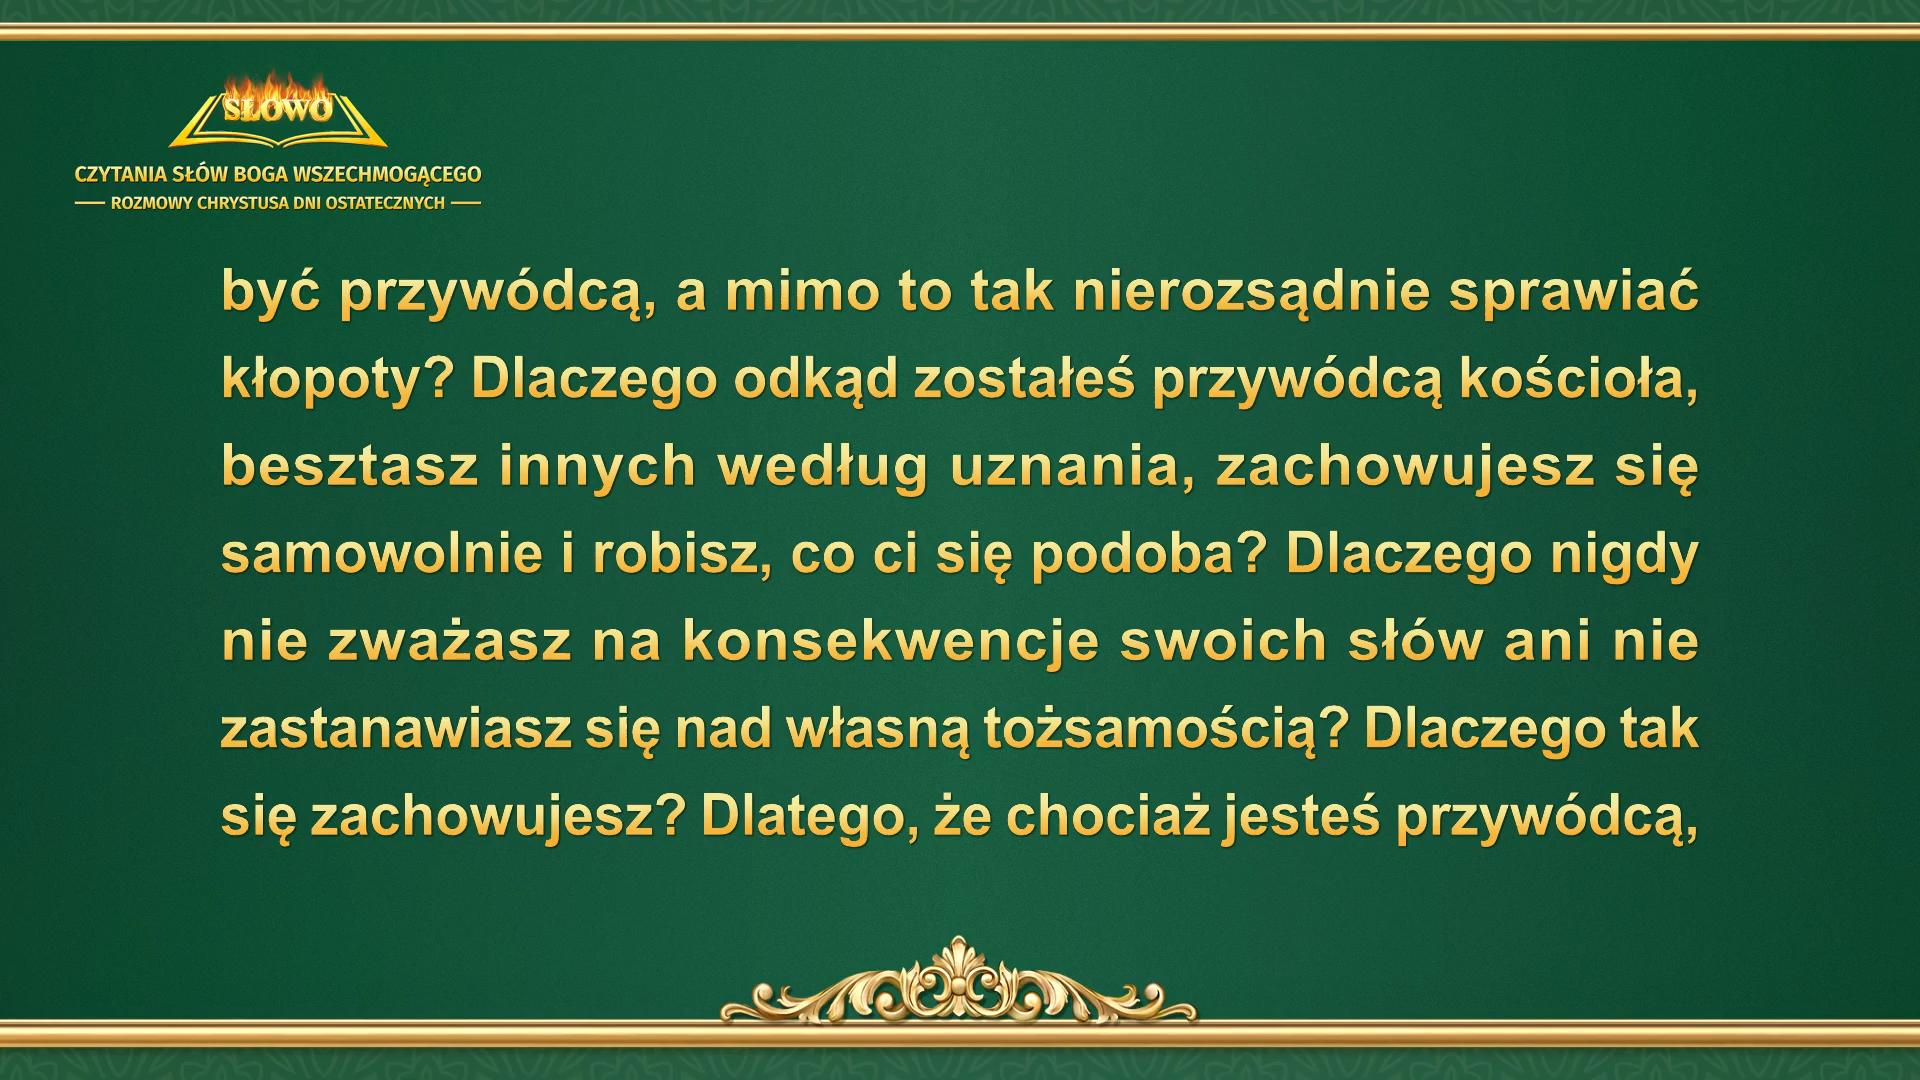 SŁOWO
CZYTANIA SŁÓW BOGA WSZECHMOGĄCEGO
ROZMOWY CHRYSTUSA DNI OSTATECZNYCH
być przywódcą, a mimo to tak nierozsądnie sprawiać
kłopoty? Dlaczego odkąd zostałeś przywódcą kościoła,
besztasz innych według uznania, zachowujesz się
samowolnie i robisz, co ci się podoba? Dlaczego nigdy
nie zważasz na konsekwencje swoich słów ani nie
zastanawiasz się nad własną tożsamością? Dlaczego tak
się zachowujesz? Dlatego, że chociaż jesteś przywódcą,